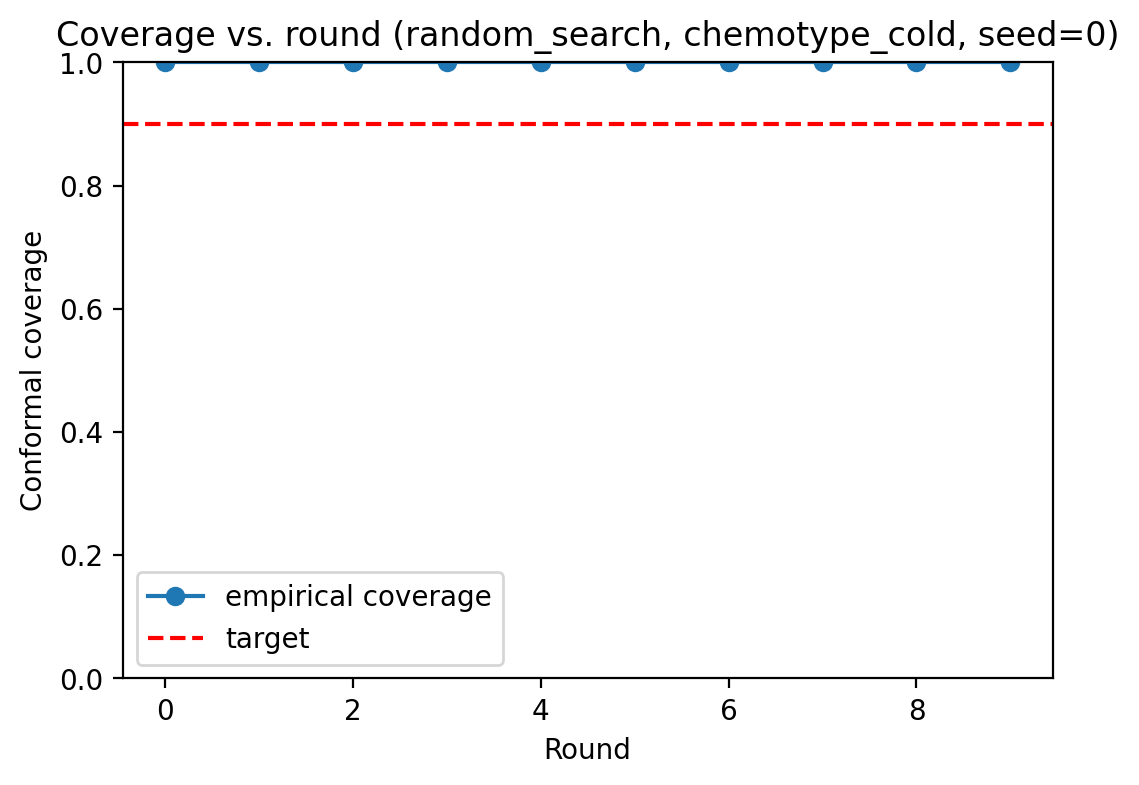 Coverage vs. round (random_search, chemotype_cold, seed=0)
1.0
0.8
0.6
0.4
0.2
0.0
Conformal coverage
empirical coverage
target
0 2 4 6 8
Round